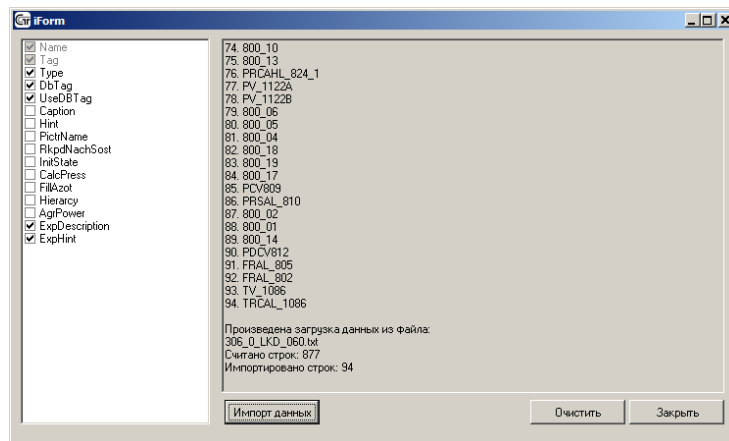 iForm
Name
Tag
Type
DbTag
UseDBTag
Caption
Hint
PictrName
RkpdNachSost
InitState
CalcPress
FillAzot
Hierarcy
AgrPower
ExpDescription
ExpHint
74. 800_10
75. 800_13
76. PRCAHL_824_1
77. PV_1122A
78. PV_1122B
79. 800_06
80. 800_05
81. 800_04
82. 800_18
83. 800_19
84. 800_17
85. PCV809
86. PRSAL_810
87. 800_02
88. 800_01
89. 800_14
90. PDCV812
91. FRAL_805
92. FRAL_802
93. TV_1086
94. TRCAL_1086
Произведена загрузка данных из файла:
306_0_LKD_060.txt
Считано строк: 877
Импортировано строк: 94
Импорт данных
Очистить
Закрыть